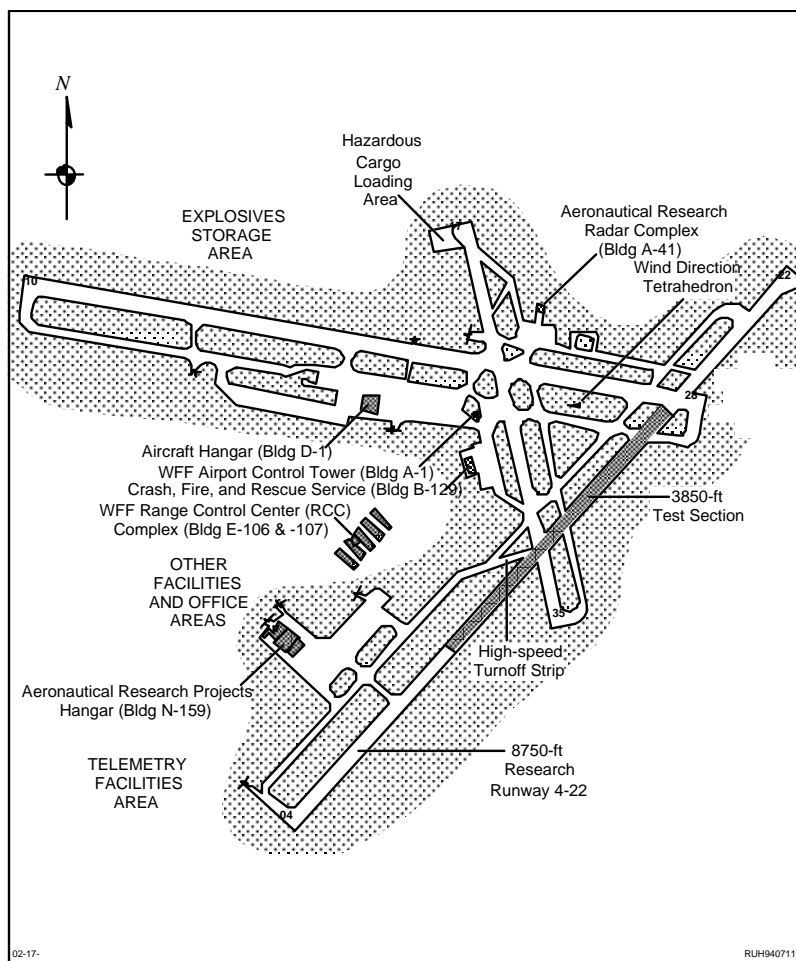 N
Hazardous
Cargo
Loading
Area
17
EXPLOSIVES
STORAGE
AREA
Aeronautical Research
Radar Complex
(Bldg A-41)
Wind Direction
Tetrahedron
10
22
28
Aircraft Hangar (Bldg D-1)
WFF Airport Control Tower (Bldg A-1)
Crash, Fire, and Rescue Service (Bldg B-129)
WFF Range Control Center (RCC)
Complex (Bldg E-106 & -107)
3850-ft
Test Section
OTHER
FACILITIES
AND OFFICE
AREAS
35
High-speed
Turnoff Strip
Aeronautical Research Projects
Hangar (Bldg N-159)
8750-ft
Research
Runway 4-22
TELEMETRY
FACILITIES
AREA
04
02-17-
RUH940711